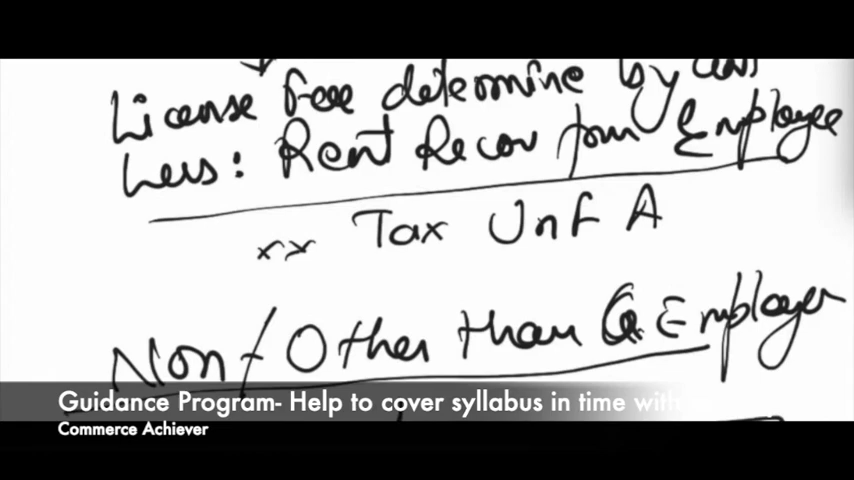 License Fee determine by
Less: Rent Recov from Employee
xx Tax Und A
Non / Other than G Employer
Guidance Program- Help to cover syllabus in time with
Commerce Achiever